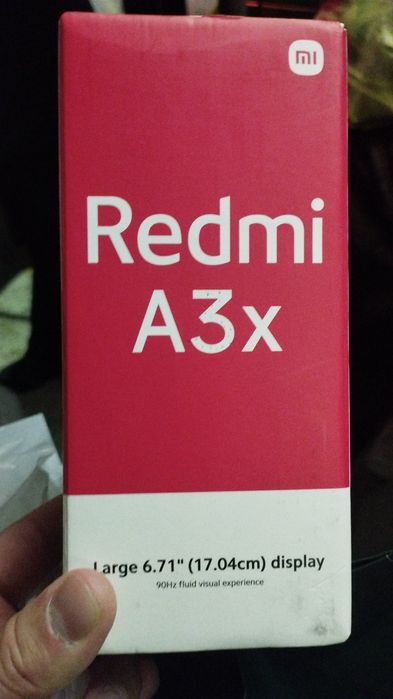 mi
Redmi
A3x
Large 6.71" (17.04cm) display
90Hz fluid visual experience